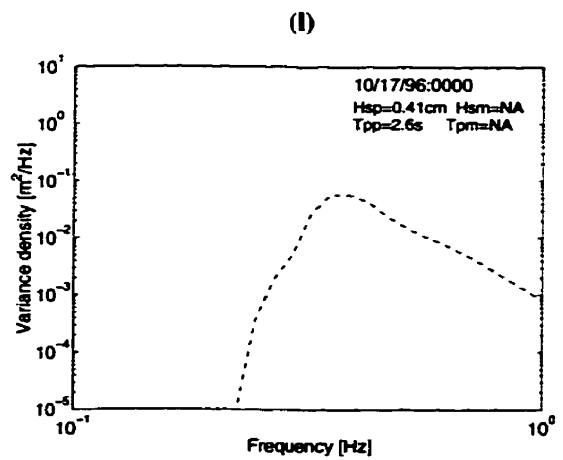 (l)
10/17/96:0000
Hsp=0.41cm Hsm=NA
Tpp=2.6s Tpm=NA
Variance density [m²/Hz]
10¹
10⁰
10⁻¹
10⁻²
10⁻³
10⁻⁴
10⁻⁵
10⁻¹
10⁰
Frequency [Hz]